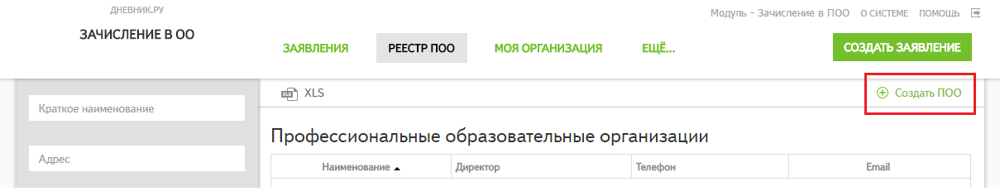 ДНЕВНИК.РУ
ЗАЧИСЛЕНИЕ В ОО
Модуль - Зачисление в ПОО О СИСТЕМЕ ПОМОЩЬ
ЗАЯВЛЕНИЯ РЕЕСТР ПОО МОЯ ОРГАНИЗАЦИЯ ЕЩЁ... СОЗДАТЬ ЗАЯВЛЕНИЕ
Краткое наименование
Адрес
XLS XLS Создать ПОО
Профессиональные образовательные организации
Наименование Директор Телефон Email